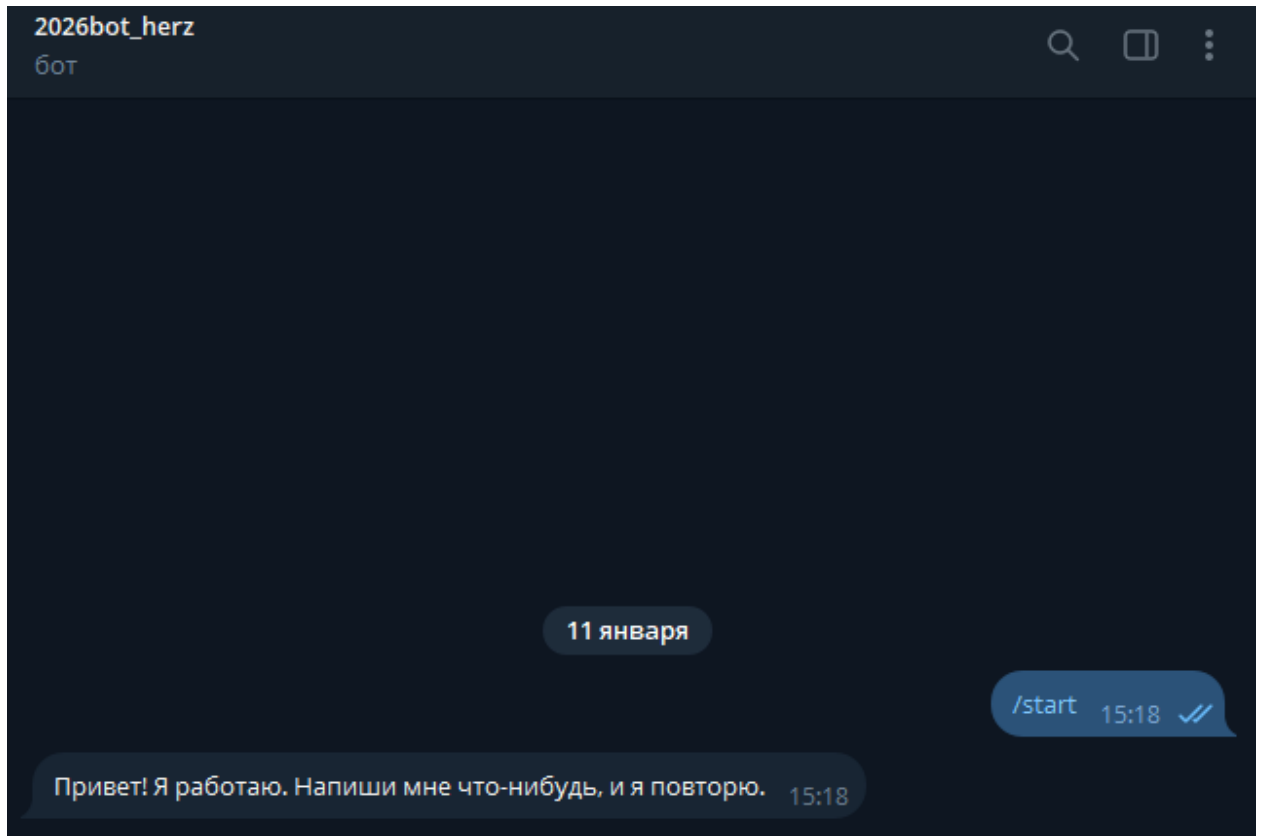 2026bot_herz
бот
11 января
/start 15:18
Привет! Я работаю. Напиши мне что-нибудь, и я повторю. 15:18